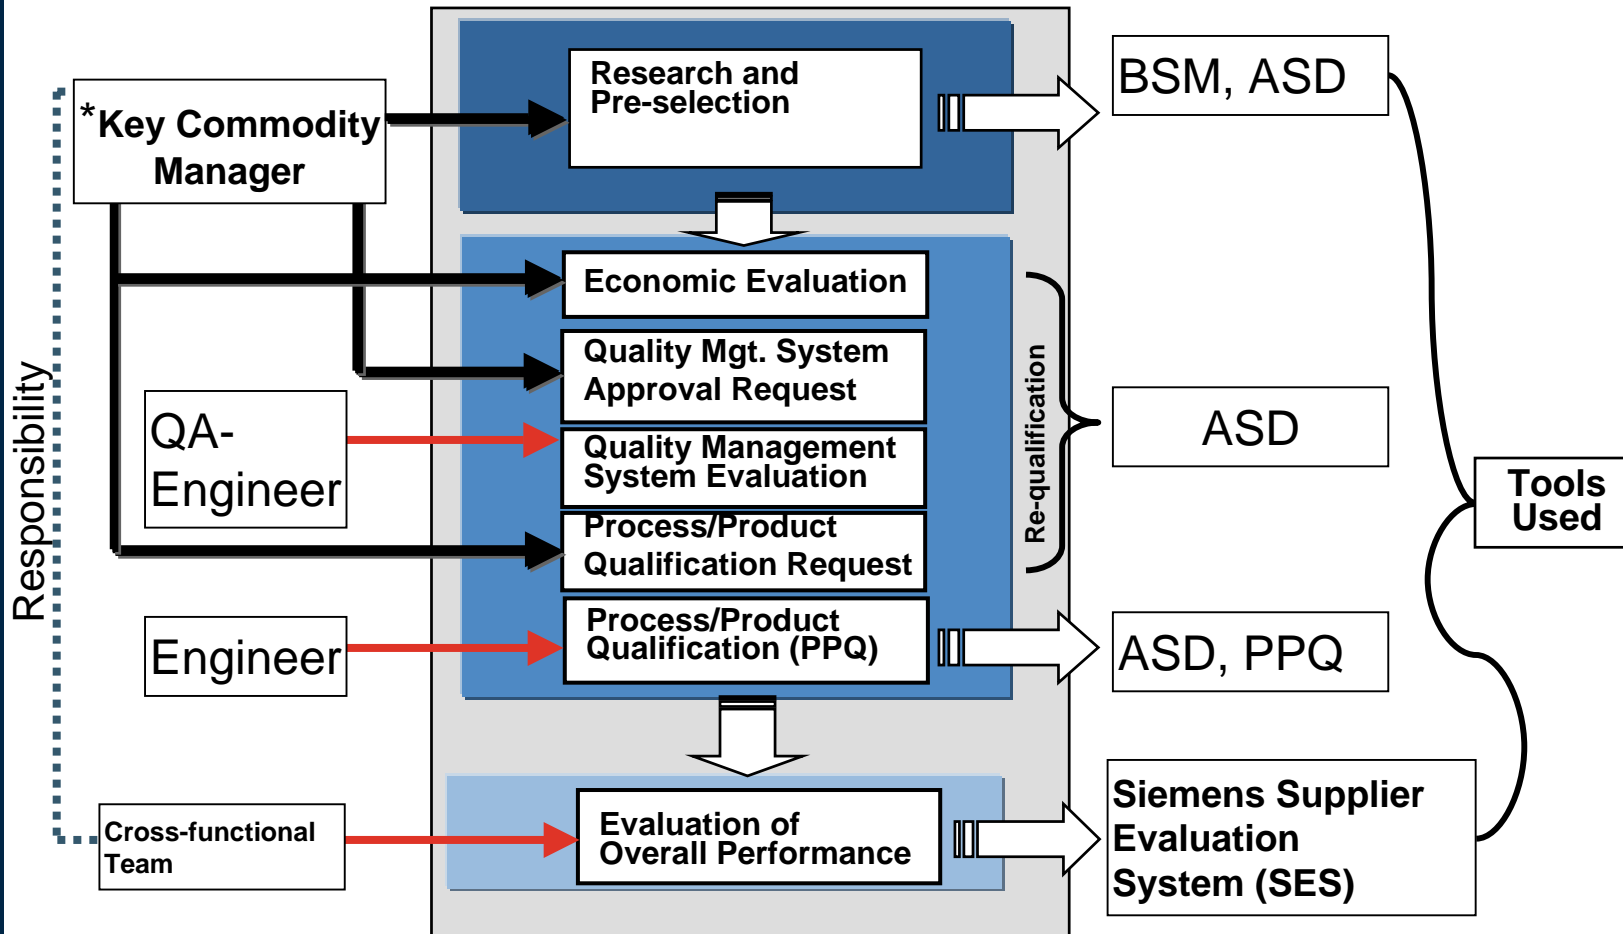 Research and
Pre-selection
BSM, ASD
*Key Commodity
Manager
Economic Evaluation
Quality Mgt. System
Approval Request
QA-
Engineer
Quality Management
System Evaluation
Process/Product
Qualification Request
Re-qualification
ASD
Tools
Used
Responsibility
Engineer
Process/Product
Qualification (PPQ)
ASD, PPQ
Cross-functional
Team
Evaluation of
Overall Performance
Siemens Supplier
Evaluation
System (SES)